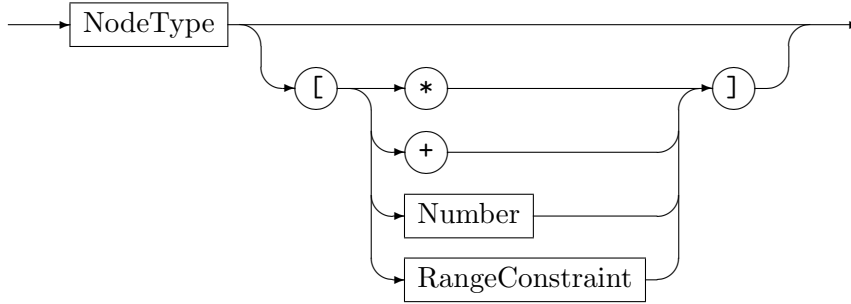 NodeType
[ * ]
+
Number
RangeConstraint